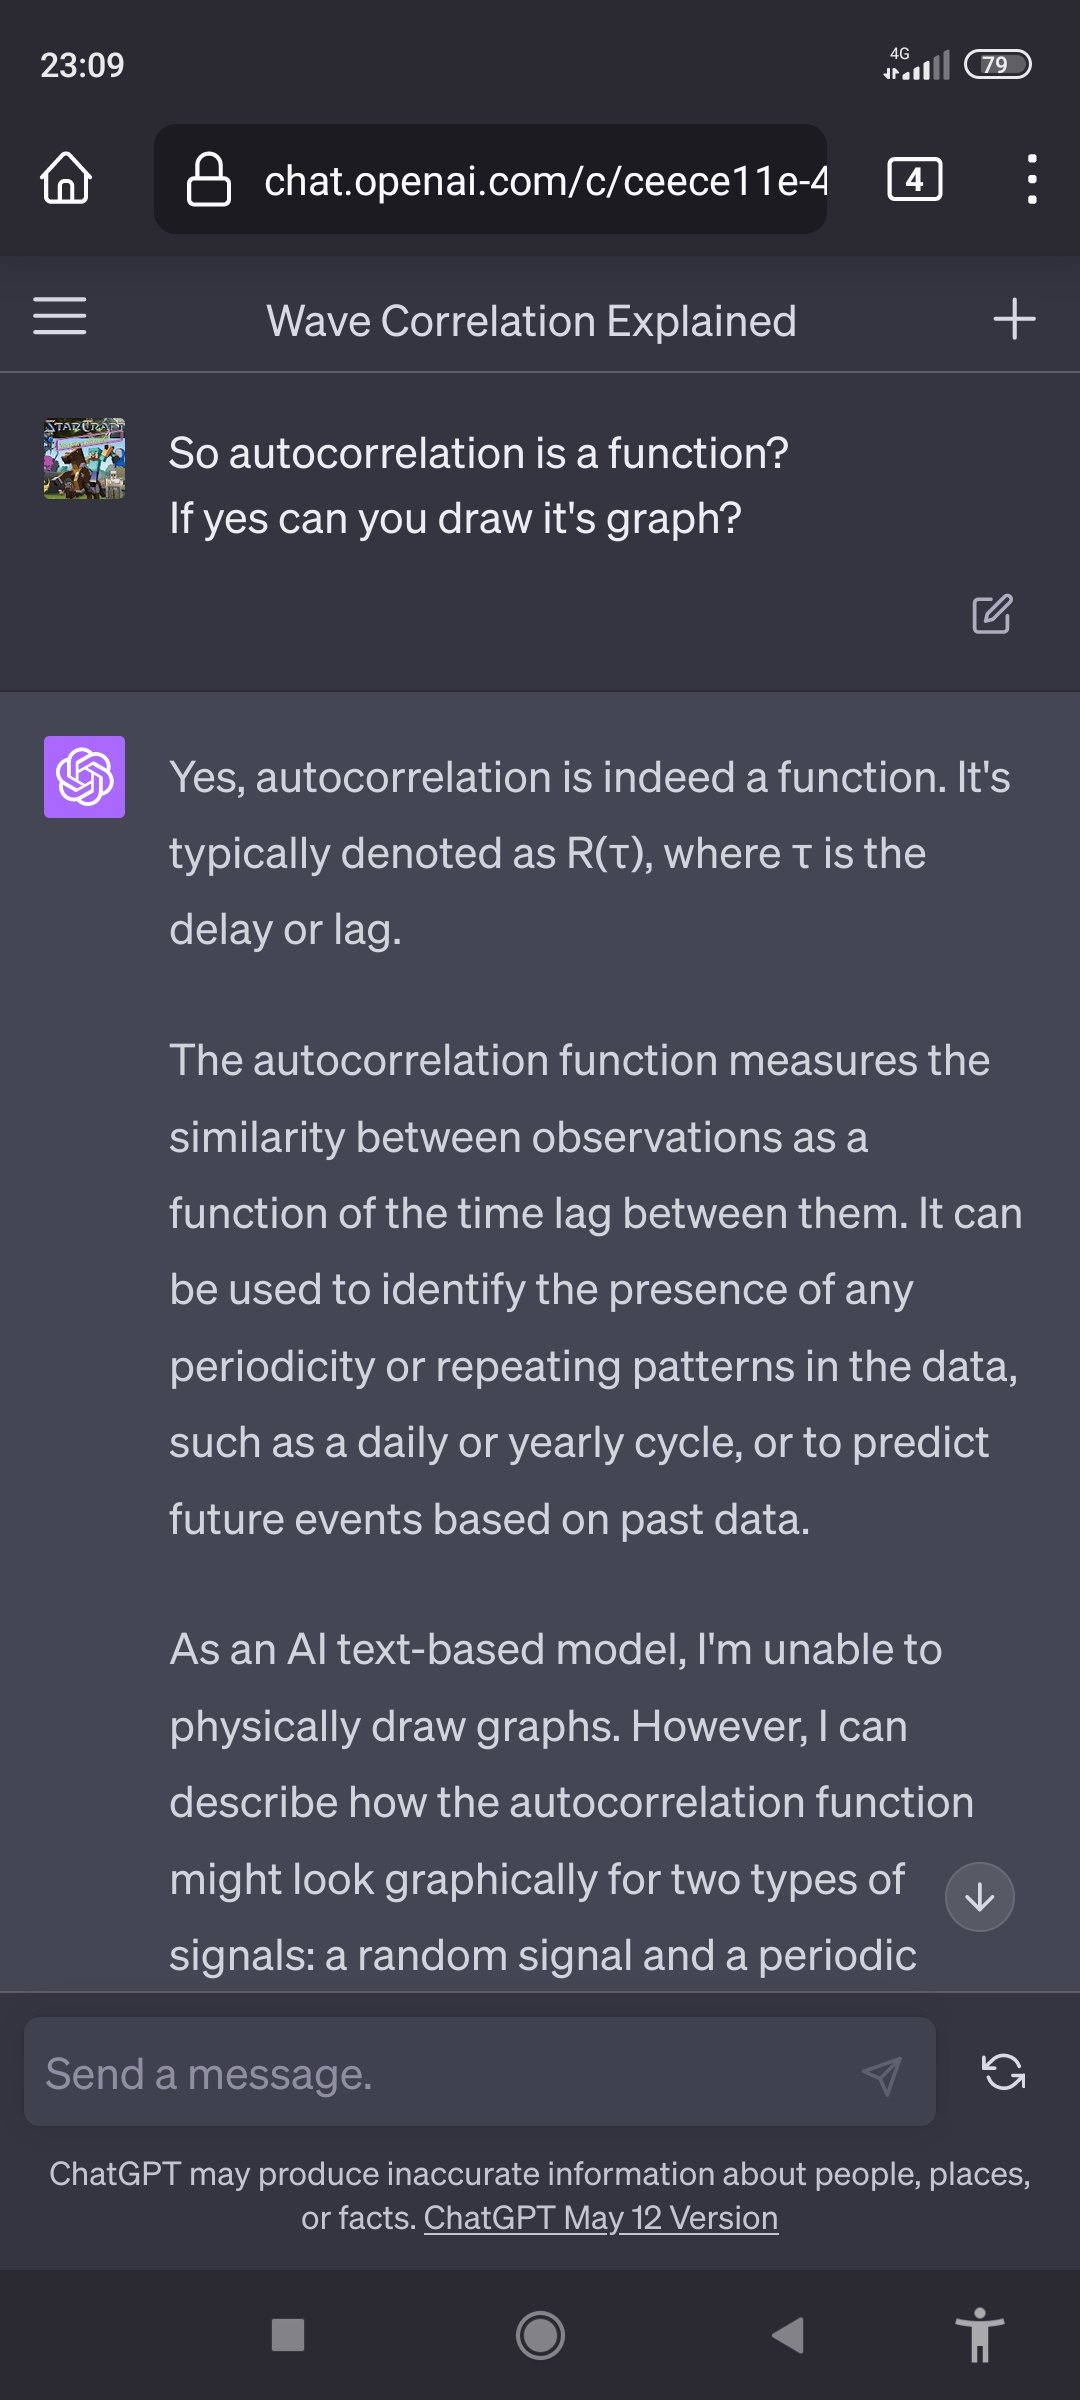 23:09
4G
79
chat.openai.com/c/ceece11e-4
4
Wave Correlation Explained
STARCRAFT
So autocorrelation is a function?
If yes can you draw it's graph?
Yes, autocorrelation is indeed a function. It's
typically denoted as R(τ), where τ is the
delay or lag.
The autocorrelation function measures the
similarity between observations as a
function of the time lag between them. It can
be used to identify the presence of any
periodicity or repeating patterns in the data,
such as a daily or yearly cycle, or to predict
future events based on past data.
As an AI text-based model, I'm unable to
physically draw graphs. However, I can
describe how the autocorrelation function
might look graphically for two types of
signals: a random signal and a periodic
Send a message.
ChatGPT may produce inaccurate information about people, places,
or facts. ChatGPT May 12 Version